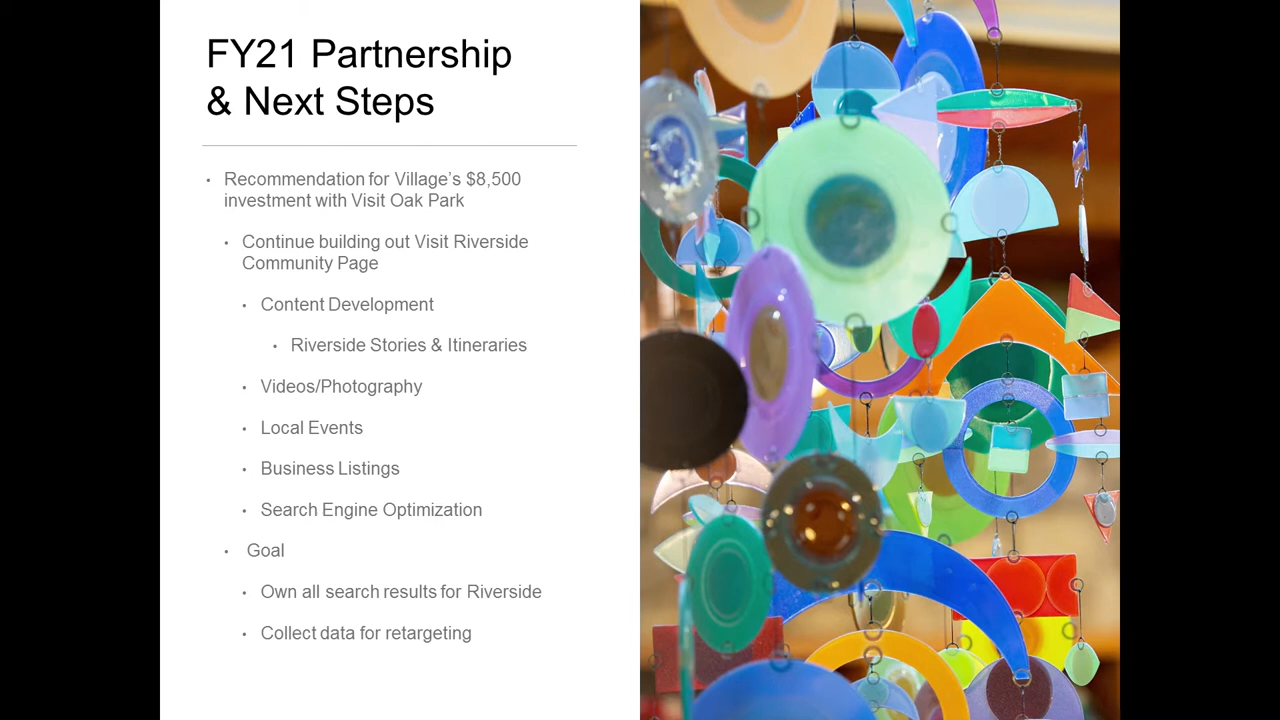 FY21 Partnership
& Next Steps
• Recommendation for Village's $8,500
investment with Visit Oak Park
• Continue building out Visit Riverside
Community Page
• Content Development
• Riverside Stories & Itineraries
• Videos/Photography
• Local Events
• Business Listings
• Search Engine Optimization
• Goal
• Own all search results for Riverside
• Collect data for retargeting